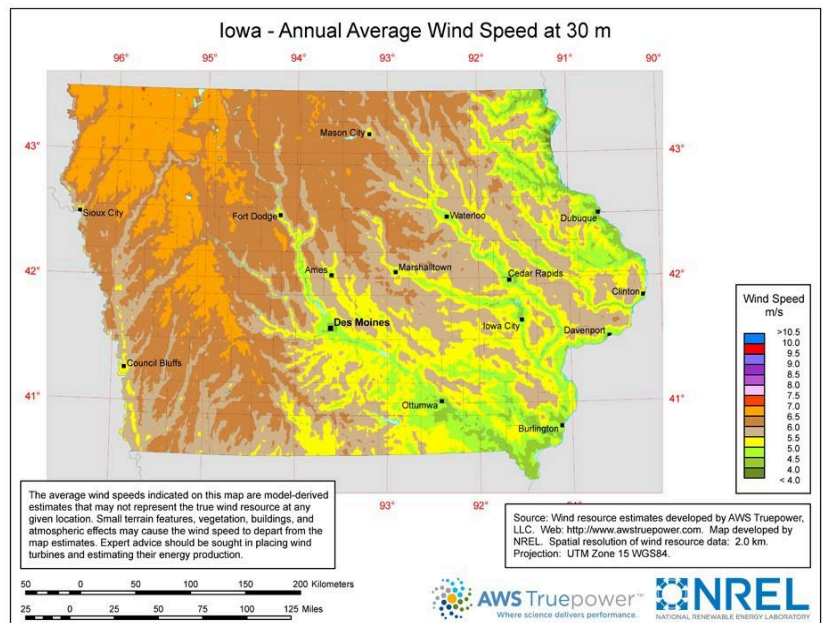 Iowa - Annual Average Wind Speed at 30 m
96° 95° 94° 93° 92° 91° 90°
43° 43°
42° 42°
41° 41°
93° 92° 91°
Mason City
Sioux City
Fort Dodge
Waterloo
Dubuque
Ames
Marshalltown
Cedar Rapids
Clinton
Des Moines
Iowa City
Davenport
Council Bluffs
Ottumwa
Burlington
Wind Speed
m/s
>10.5
10.0
9.5
9.0
8.5
8.0
7.5
7.0
6.5
6.0
5.5
5.0
4.5
4.0
< 4.0
The average wind speeds indicated on this map are model-derived
estimates that may not represent the true wind resource at any
given location. Small terrain features, vegetation, buildings, and
atmospheric effects may cause the wind speed to depart from the
map estimates. Expert advice should be sought in placing wind
turbines and estimating their energy production.
Source: Wind resource estimates developed by AWS Truepower,
LLC. Web: http://www.awstruepower.com. Map developed by
NREL. Spatial resolution of wind resource data: 2.0 km.
Projection: UTM Zone 15 WGS84.
50 0 50 100 150 200 Kilometers
25 0 25 50 75 100 125 Miles
AWS Truepower™
Where science delivers performance.
NREL
NATIONAL RENEWABLE ENERGY LABORATORY